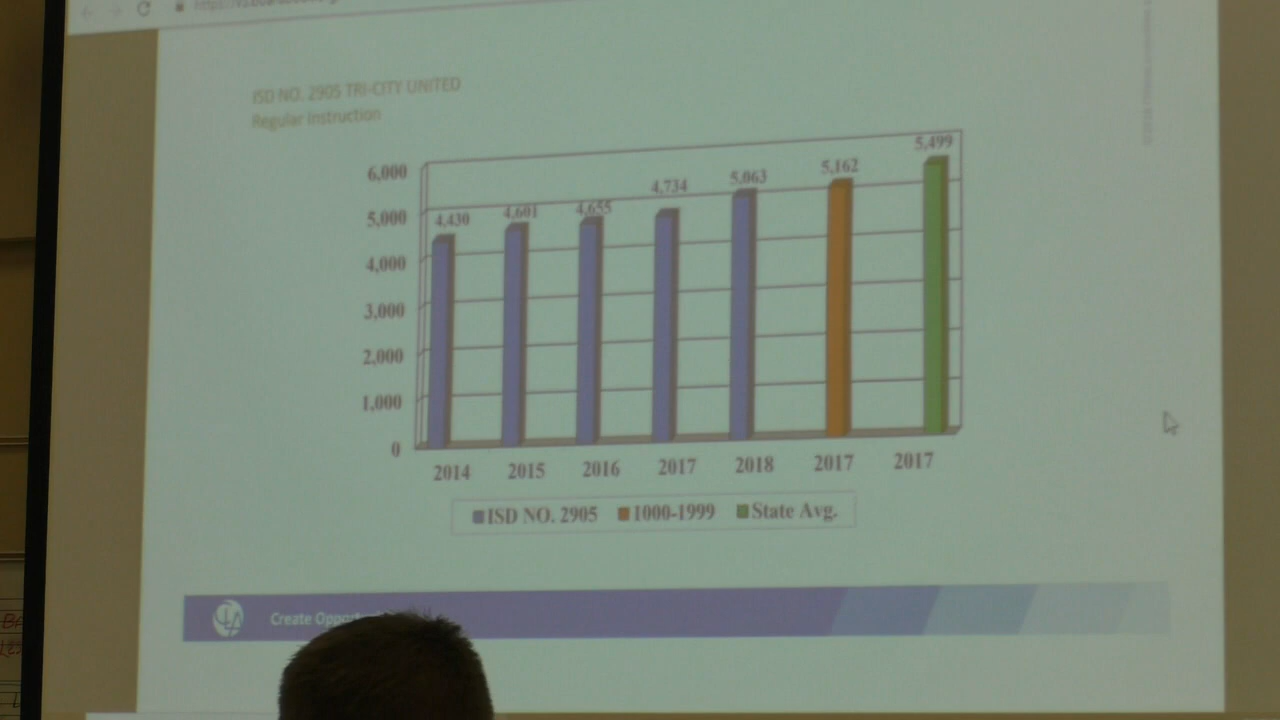 ISD NO. 2905 TRI-CITY UNITED
Regular Instruction
6,000
5,000
4,000
3,000
2,000
1,000
0
4,430
4,601
4,655
4,734
5,063
5,162
5,499
2014 2015 2016 2017 2018 2017 2017
ISD NO. 2905 1000-1999 State Avg.
CLA Create